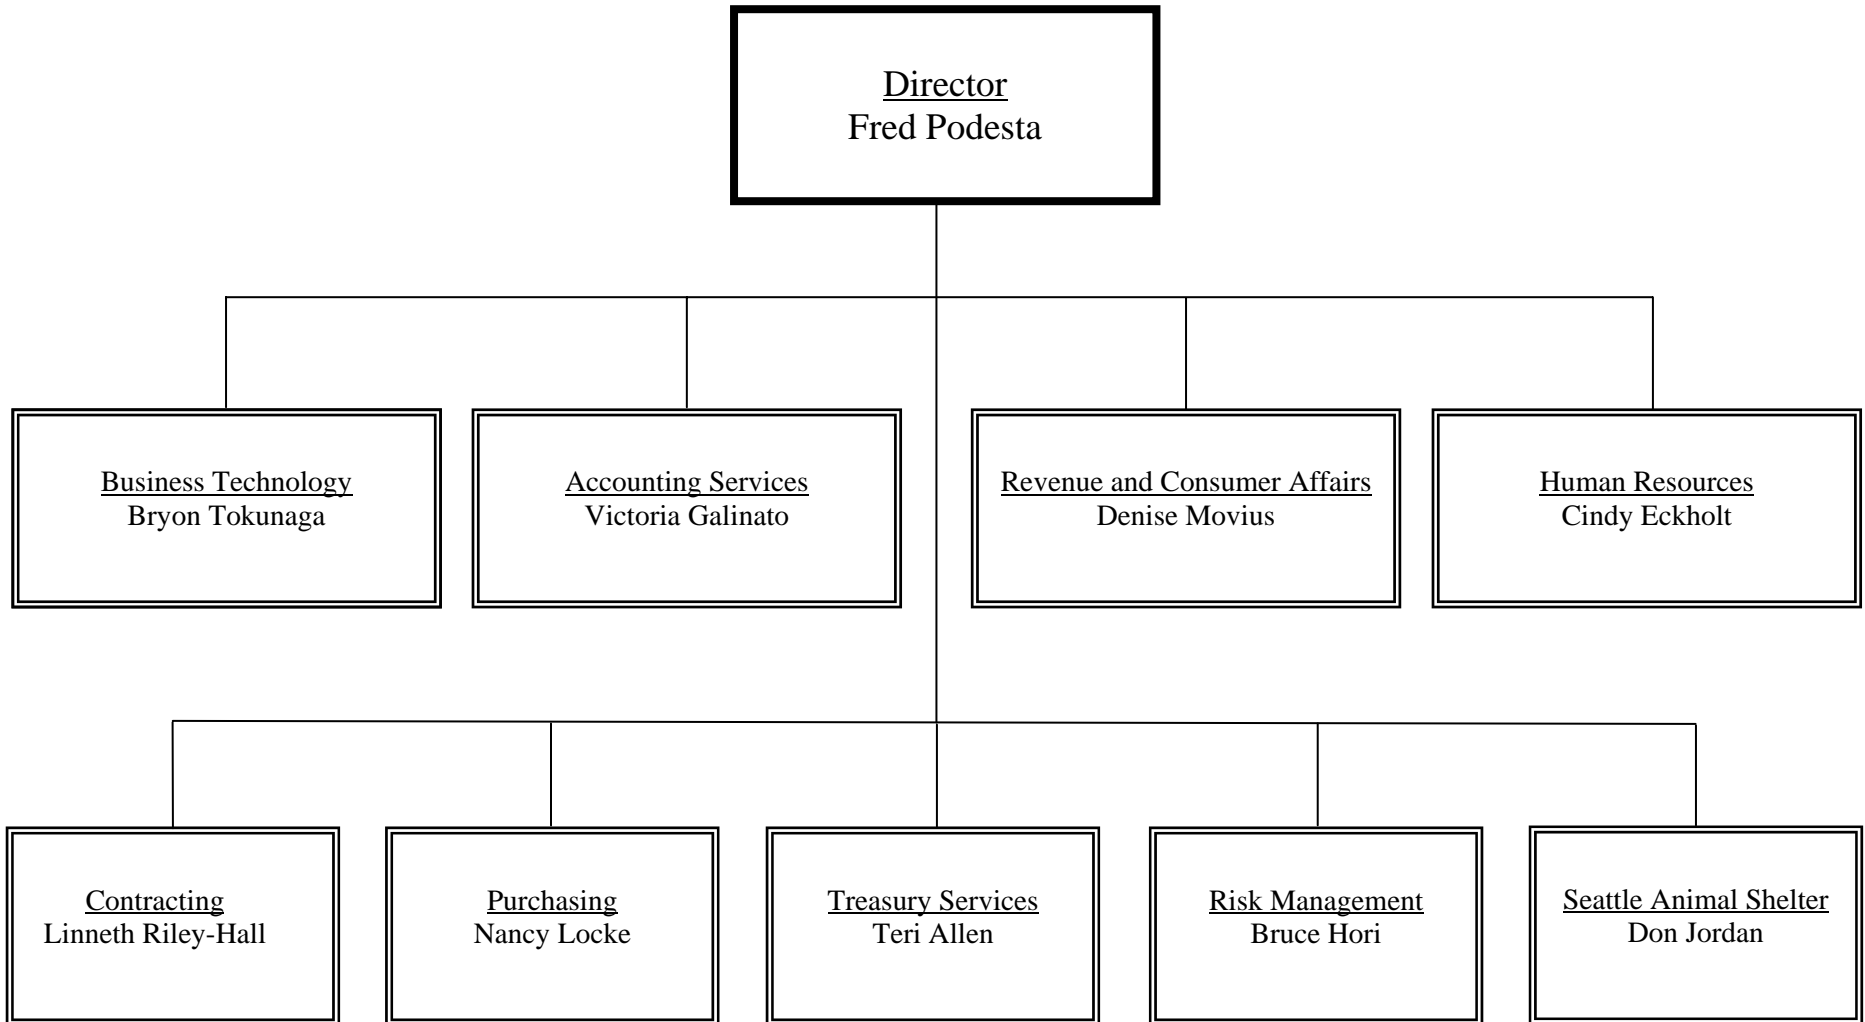 Director
Fred Podesta
Business Technology
Bryon Tokunaga
Accounting Services
Victoria Galinato
Revenue and Consumer Affairs
Denise Movius
Human Resources
Cindy Eckholt
Contracting
Linneth Riley-Hall
Purchasing
Nancy Locke
Treasury Services
Teri Allen
Risk Management
Bruce Hori
Seattle Animal Shelter
Don Jordan